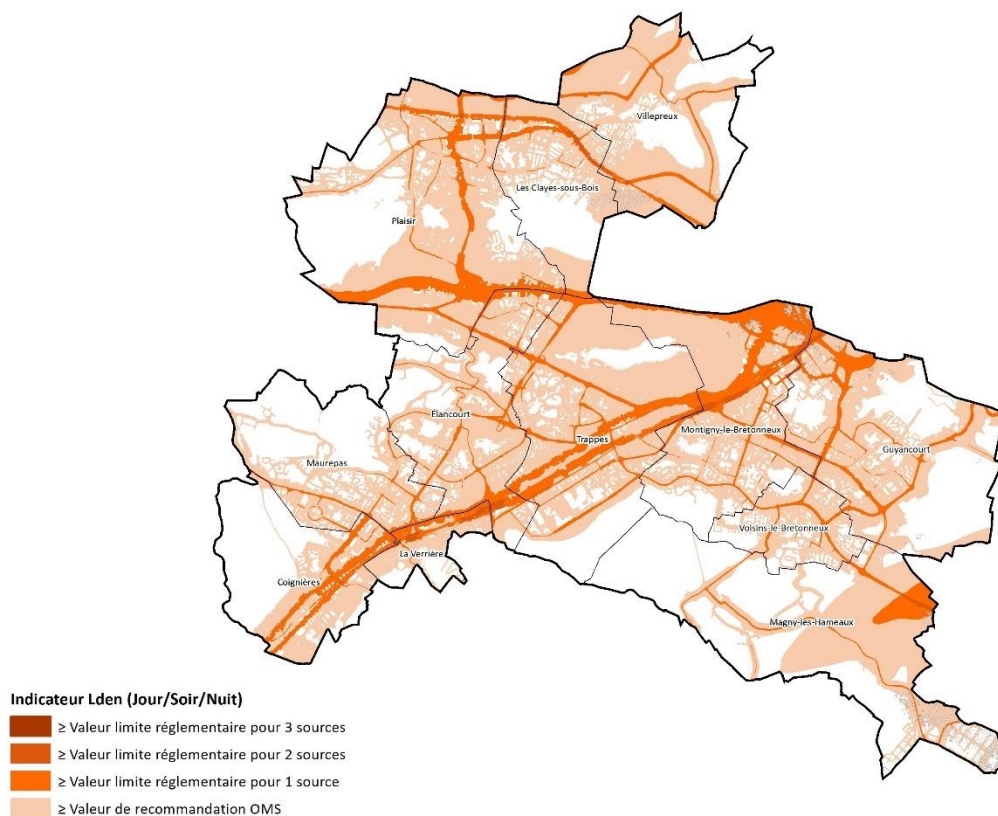 Villepreux
Les Clayes-sous-Bois
Plaisir
Élancourt
Trappes
Montigny-le-Bretonneux
Maurepas
Guyancourt
Voisins-le-Bretonneux
La Verrière
Coignières
Magny-les-Hameaux
Indicateur Lden (Jour/Soir/Nuit)
≥ Valeur limite réglementaire pour 3 sources
≥ Valeur limite réglementaire pour 2 sources
≥ Valeur limite réglementaire pour 1 source
≥ Valeur de recommandation OMS